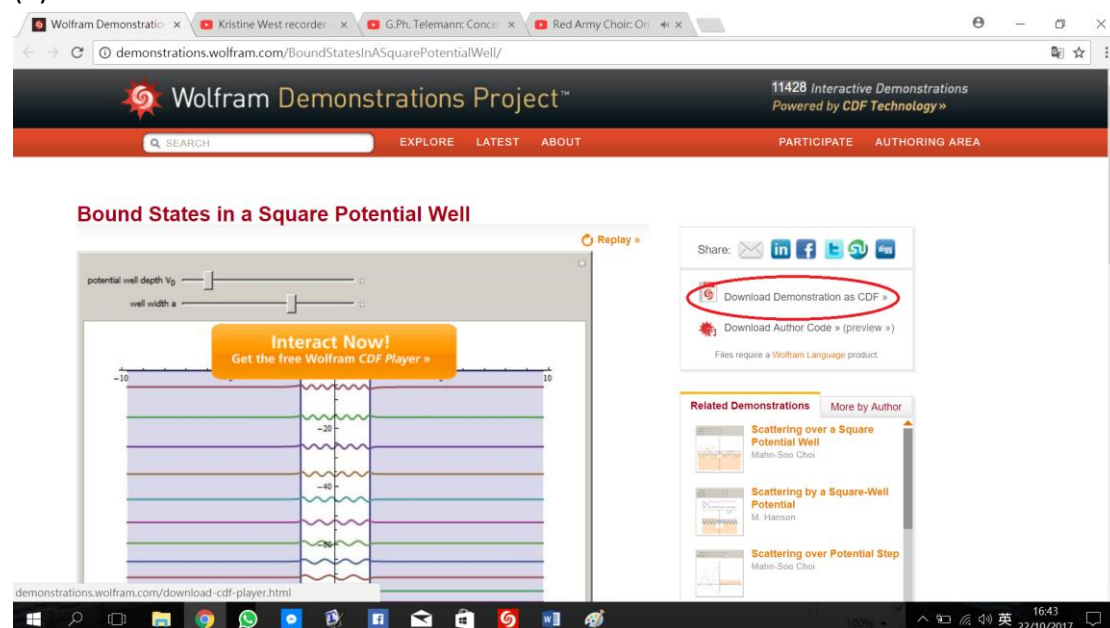 Wolfram Demonstratio
Kristine West recorder
G.Ph. Telemann: Conce
Red Army Choir: On
demonstrations.wolfram.com/BoundStatesInASquarePotentialWell/
Wolfram Demonstrations Project™
11428 Interactive Demonstrations
Powered by CDF Technology »
SEARCH
EXPLORE LATEST ABOUT
PARTICIPATE AUTHORING AREA
Bound States in a Square Potential Well
Replay »
potential well depth V0
well width a
Interact Now!
Get the free Wolfram CDF Player »
-10
10
-20
-40
Share:
in f t digg
Download Demonstration as CDF »
Download Author Code » (preview »)
Files require a Wolfram Language product.
Related Demonstrations
More by Author
Scattering over a Square
Potential Well
Mahn-Soo Choi
Scattering by a Square-Well
Potential
M. Hanson
Scattering over Potential Step
Mahn-Soo Choi
demonstrations.wolfram.com/download-cdf-player.html
100%
英
16:43
22/10/2017